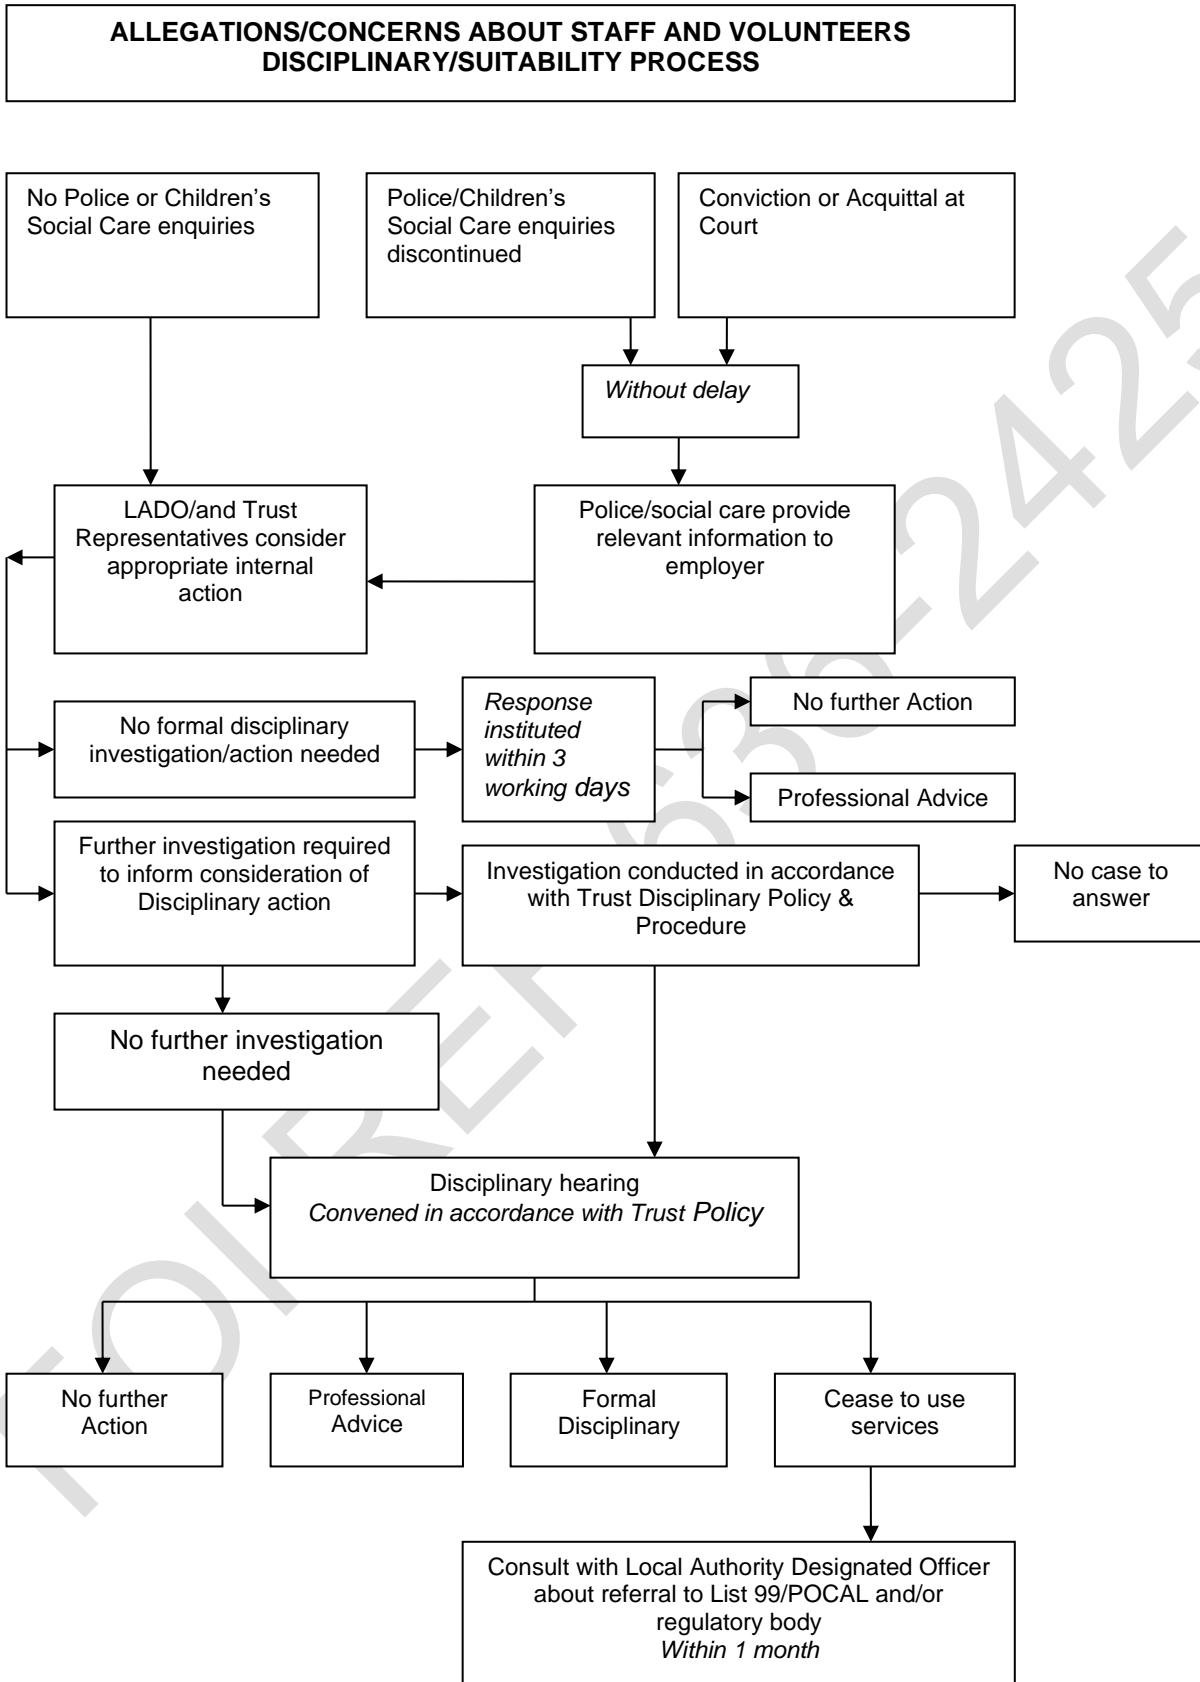 ALLEGATIONS/CONCERNS ABOUT STAFF AND VOLUNTEERS
DISCIPLINARY/SUITABILITY PROCESS
No Police or Children's
Social Care enquiries
Police/Children's
Social Care enquiries
discontinued
Conviction or Acquittal at
Court
Without delay
LADO/and Trust
Representatives consider
appropriate internal
action
Police/social care provide
relevant information to
employer
No formal disciplinary
investigation/action needed
Response
instituted
within 3
working days
No further Action
Professional Advice
Further investigation required
to inform consideration of
Disciplinary action
Investigation conducted in accordance
with Trust Disciplinary Policy &
Procedure
No case to
answer
No further investigation
needed
Disciplinary hearing
Convened in accordance with Trust Policy
No further
Action
Professional
Advice
Formal
Disciplinary
Cease to use
services
Consult with Local Authority Designated Officer
about referral to List 99/POCAL and/or
regulatory body
Within 1 month